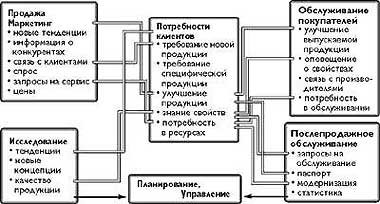 Продажа
Маркетинг
• новые тенденции
• информация о
конкурентах
• связь с клиентами
• спрос
• запросы на сервис
• цены
Исследование
• тенденции
• новые
концепции
• качество
продукции
Потребности
клиентов
• требование новой
продукции
• требование
специфической
продукции
• улучшение
продукции
• знание свойств
• потребность
в ресурсах
Планирование,
Управление
Обслуживание
покупателей
• улучшение
выпускаемой
продукции
• оповещение
о свойствах
• связь с произво-
дителями
• потребность
в обслуживании
Послепродажное
обслуживание
• запросы на
обслуживание
• паспорт
• модернизация
• статистика